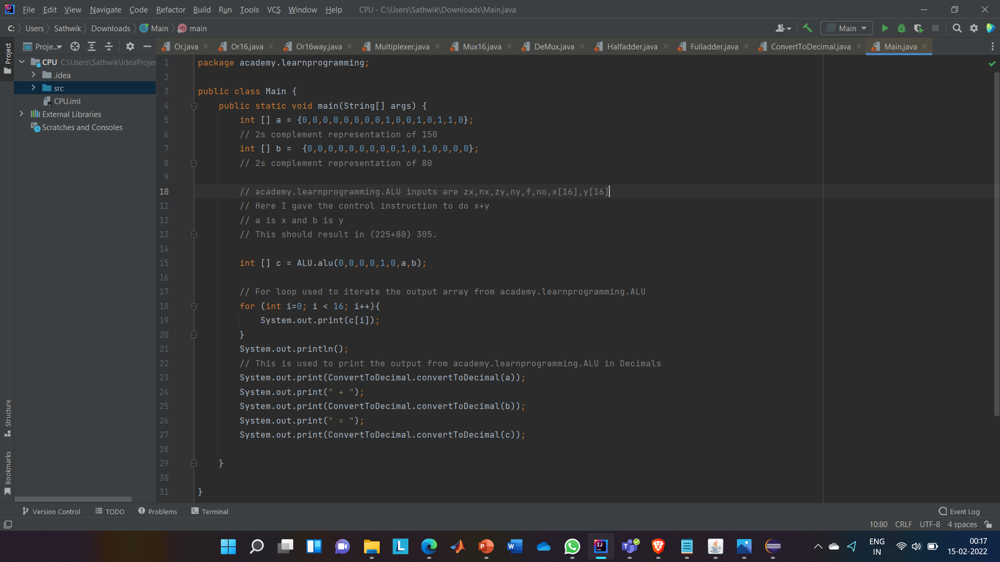 File Edit View Navigate Code Refactor Build Run Tools VCS Window Help CPU - C:\Users\Sathwik\Downloads\Main.java
C: Users Sathwik Downloads Main main
Main
Proje...
Or.java Or16.java Or16way.java Multiplexer.java Mux16.java DeMux.java Halfadder.java Fulladder.java ConvertToDecimal.java Main.java
Project
CPU C:\Users\Sathwik\IdeaProjec
.idea
src
CPU.iml
External Libraries
Scratches and Consoles
Structure
Bookmarks
1 package academy.learnprogramming;
2
3 public class Main {
4 public static void main(String[] args) {
5 int [] a = {0,0,0,0,0,0,0,0,1,0,0,1,0,1,1,0};
6 // 2s complement representation of 150
7 int [] b =  {0,0,0,0,0,0,0,0,0,1,0,1,0,0,0,0};
8 // 2s complement representation of 80
9
10 // academy.learnprogramming.ALU inputs are zx,nx,zy,ny,f,no,x[16],y[16]
11 // Here I gave the control instruction to do x+y
12 // a is x and b is y
13 // This should result in (225+80) 305.
14
15 int [] c = ALU.alu(0,0,0,0,1,0,a,b);
16
17 // For loop used to iterate the output array from academy.learnprogramming.ALU
18 for (int i=0; i < 16; i++){
19 System.out.print(c[i]);
20 }
21 System.out.println();
22 // This is used to print the output from academy.learnprogramming.ALU in Decimals
23 System.out.print(ConvertToDecimal.convertToDecimal(a));
24 System.out.print(" + ");
25 System.out.print(ConvertToDecimal.convertToDecimal(b));
26 System.out.print(" = ");
27 System.out.print(ConvertToDecimal.convertToDecimal(c));
28
29 }
30
31 }
Version Control TODO Problems Terminal Event Log
10:80 CRLF UTF-8 4 spaces
ENG
IN
00:17
15-02-2022